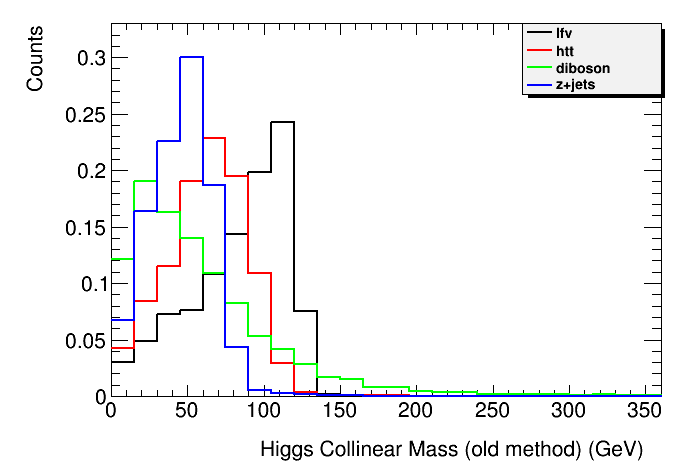 Counts
lfv
htt
diboson
z+jets
0.3
0.25
0.2
0.15
0.1
0.05
0
0 50 100 150 200 250 300 350
Higgs Collinear Mass (old method) (GeV)